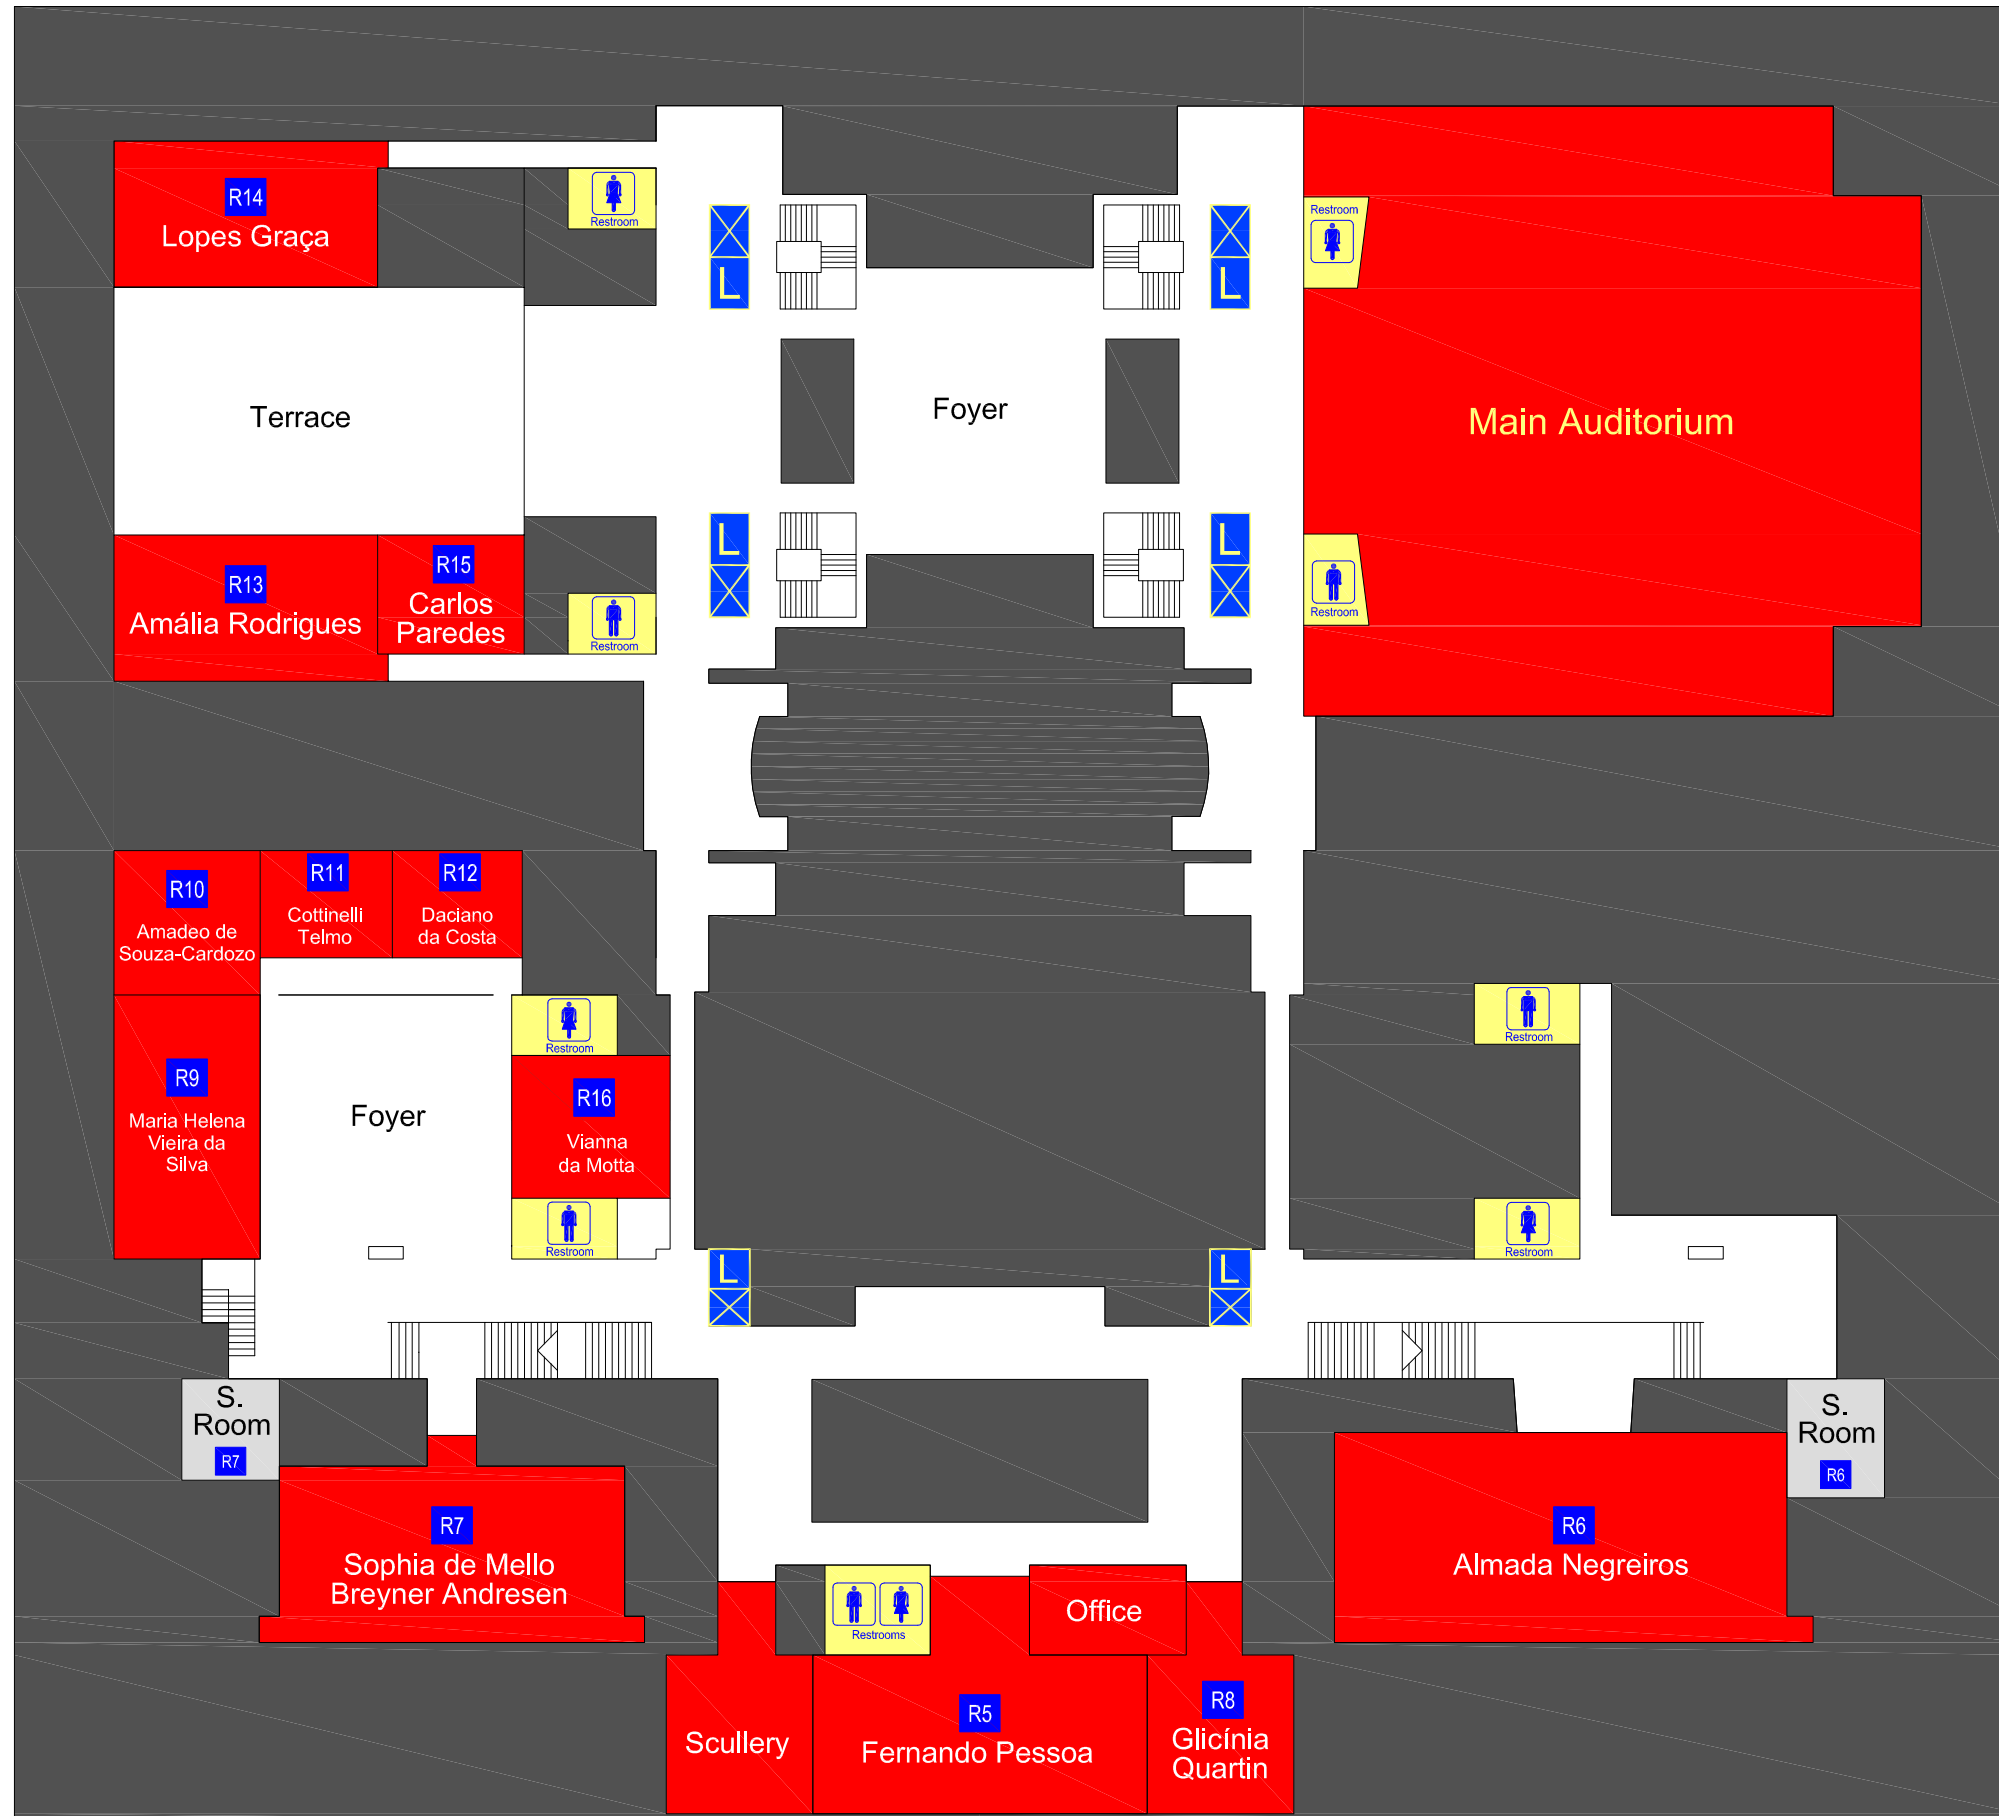 R14
Lopes Graça
Restroom
L
L
Restroom
Terrace
Foyer
Main Auditorium
R13
Amália Rodrigues
R15
Carlos
Paredes
Restroom
L
L
Restroom
R10
Amadeo de
Souza-Cardozo
R11
Cottinelli
Telmo
R12
Daciano
da Costa
R9
Maria Helena
Vieira da
Silva
Foyer
Restroom
R16
Vianna
da Motta
Restroom
Restroom
Restroom
L
L
S.
Room
R7
S.
Room
R6
R7
Sophia de Mello
Breyner Andresen
R6
Almada Negreiros
Restrooms
Office
Scullery
R5
Fernando Pessoa
R8
Glicínia
Quartin